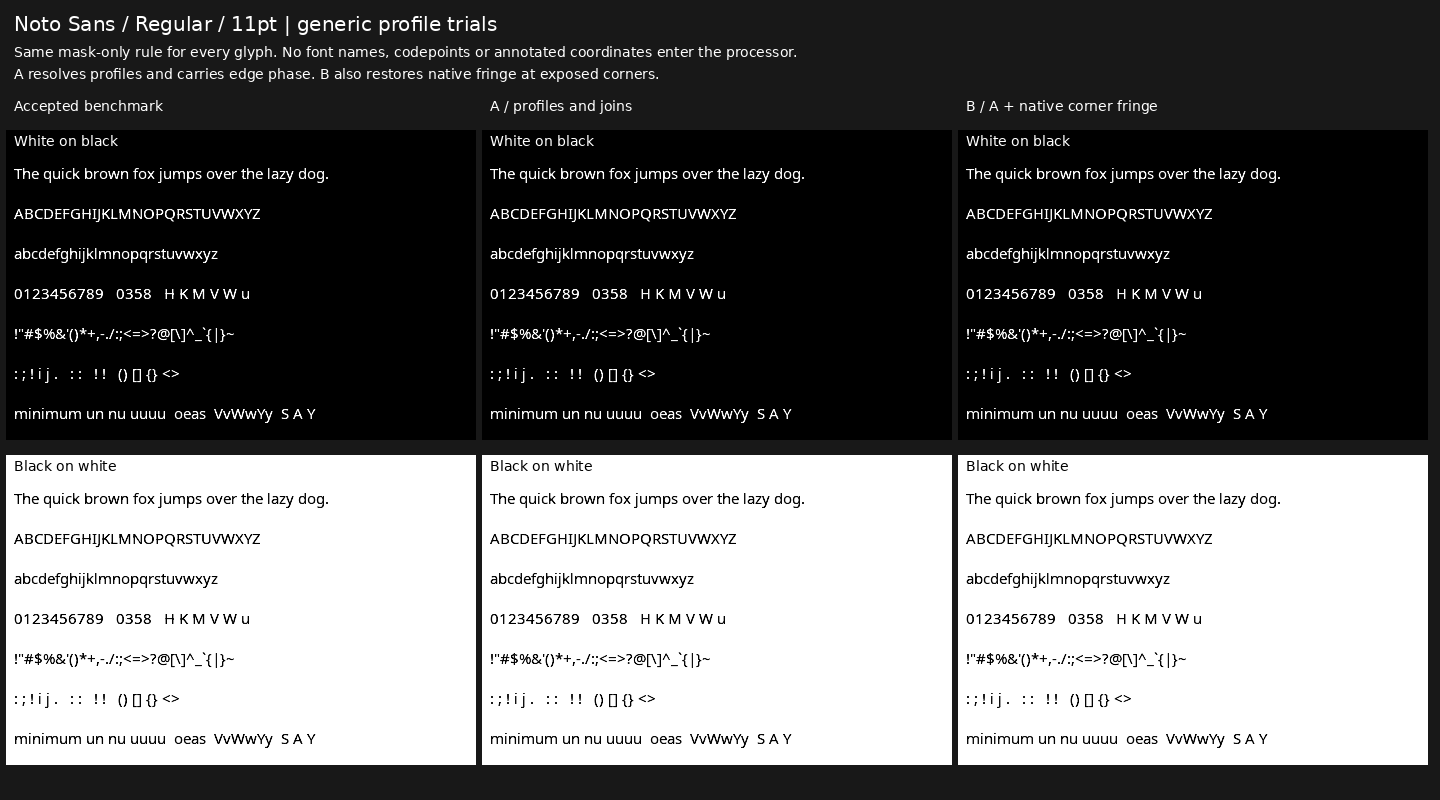 Noto Sans / Regular / 11pt | generic profile trials
Same mask-only rule for every glyph. No font names, codepoints or annotated coordinates enter the processor.
A resolves profiles and carries edge phase. B also restores native fringe at exposed corners.
Accepted benchmark
White on black
The quick brown fox jumps over the lazy dog.
ABCDEFGHIJKLMNOPQRSTUVWXYZ
abcdefghijklmnopqrstuvwxyz
0123456789   0358   H K M V W u
!"#$%&'()*+,-./:;<=>?@[\]^_`{|}~
: ; ! i j .   : :   ! !   () [] {} <>
minimum un nu uuuu  oeas  VvWwYy  S A Y
Black on white
The quick brown fox jumps over the lazy dog.
ABCDEFGHIJKLMNOPQRSTUVWXYZ
abcdefghijklmnopqrstuvwxyz
0123456789   0358   H K M V W u
!"#$%&'()*+,-./:;<=>?@[\]^_`{|}~
: ; ! i j .   : :   ! !   () [] {} <>
minimum un nu uuuu  oeas  VvWwYy  S A Y
A / profiles and joins
White on black
The quick brown fox jumps over the lazy dog.
ABCDEFGHIJKLMNOPQRSTUVWXYZ
abcdefghijklmnopqrstuvwxyz
0123456789   0358   H K M V W u
!"#$%&'()*+,-./:;<=>?@[\]^_`{|}~
: ; ! i j .   : :   ! !   () [] {} <>
minimum un nu uuuu  oeas  VvWwYy  S A Y
Black on white
The quick brown fox jumps over the lazy dog.
ABCDEFGHIJKLMNOPQRSTUVWXYZ
abcdefghijklmnopqrstuvwxyz
0123456789   0358   H K M V W u
!"#$%&'()*+,-./:;<=>?@[\]^_`{|}~
: ; ! i j .   : :   ! !   () [] {} <>
minimum un nu uuuu  oeas  VvWwYy  S A Y
B / A + native corner fringe
White on black
The quick brown fox jumps over the lazy dog.
ABCDEFGHIJKLMNOPQRSTUVWXYZ
abcdefghijklmnopqrstuvwxyz
0123456789   0358   H K M V W u
!"#$%&'()*+,-./:;<=>?@[\]^_`{|}~
: ; ! i j .   : :   ! !   () [] {} <>
minimum un nu uuuu  oeas  VvWwYy  S A Y
Black on white
The quick brown fox jumps over the lazy dog.
ABCDEFGHIJKLMNOPQRSTUVWXYZ
abcdefghijklmnopqrstuvwxyz
0123456789   0358   H K M V W u
!"#$%&'()*+,-./:;<=>?@[\]^_`{|}~
: ; ! i j .   : :   ! !   () [] {} <>
minimum un nu uuuu  oeas  VvWwYy  S A Y